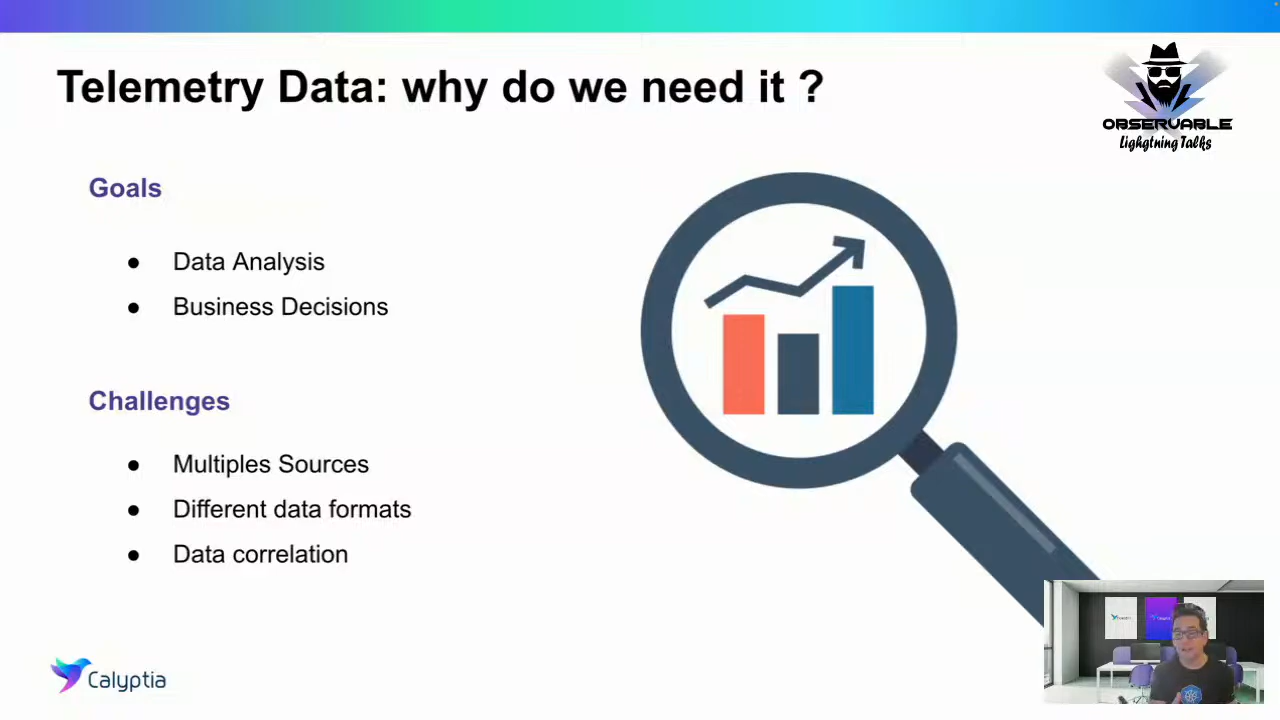 Telemetry Data: why do we need it ?
OBSERVABLE
Lighgtning Talks
Goals
● Data Analysis
● Business Decisions
Challenges
● Multiples Sources
● Different data formats
● Data correlation
Calyptia